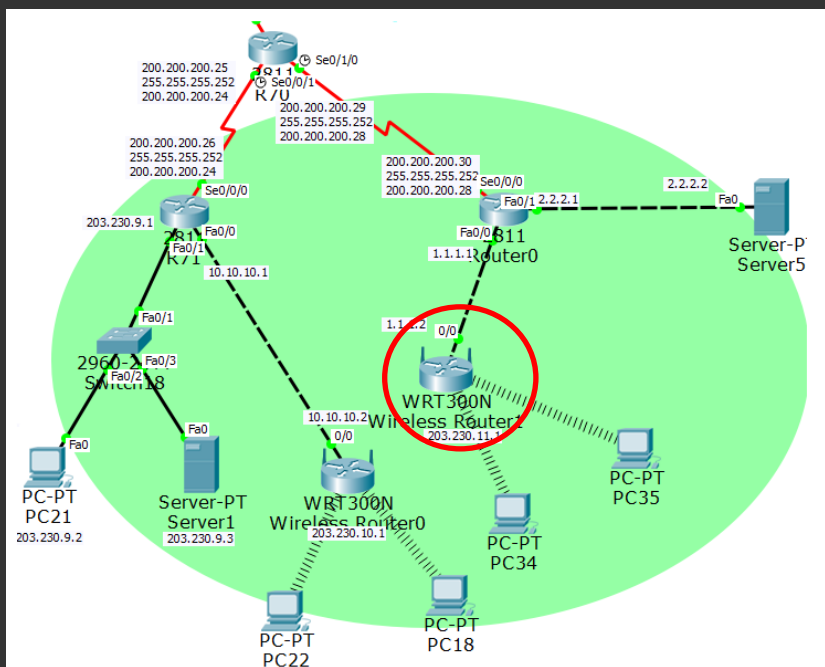 Se0/1/0
2811
R70
Se0/0/1
200.200.200.25
255.255.255.252
200.200.200.24
200.200.200.29
255.255.255.252
200.200.200.28
200.200.200.26
255.255.255.252
200.200.200.24
200.200.200.30
255.255.255.252
200.200.200.28
Se0/0/0
Se0/0/0
203.230.9.1
Fa0/0
Fa0/1
R71
10.10.10.1
Fa0/1
2.2.2.1
2.2.2.2
Fa0
Fa0/0
2811
Router0
1.1.1.1
Server5
Fa0/1
Fa0/3
Fa0/2
Switch18
1.1.1.2
0/0
WRT300N
Wireless Router1
203.230.11.1
10.10.10.2
0/0
WRT300N
Wireless Router0
203.230.10.1
Fa0
Fa0
PC-PT
PC21
203.230.9.2
Server-PT
Server1
203.230.9.3
PC-PT
PC35
PC-PT
PC34
PC-PT
PC22
PC-PT
PC18